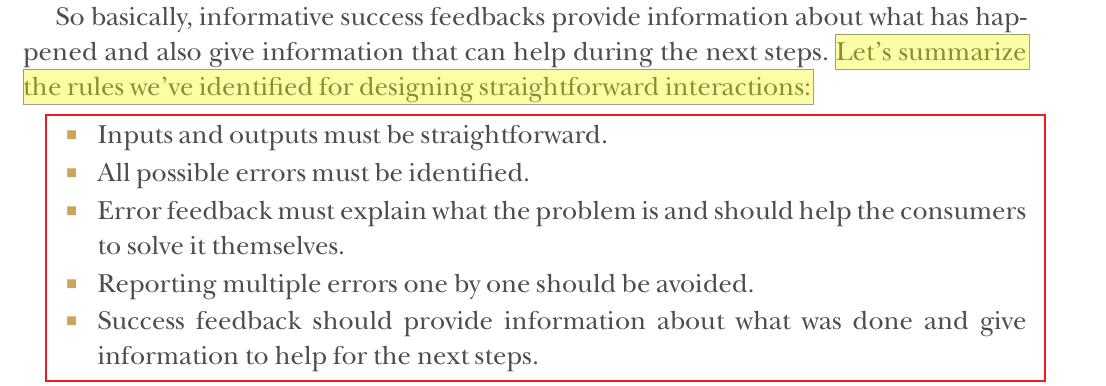 So basically, informative success feedbacks provide information about what has hap-
pened and also give information that can help during the next steps. Let's summarize
the rules we've identified for designing straightforward interactions:
■ Inputs and outputs must be straightforward.
■ All possible errors must be identified.
■ Error feedback must explain what the problem is and should help the consumers
to solve it themselves.
■ Reporting multiple errors one by one should be avoided.
■ Success feedback should provide information about what was done and give
information to help for the next steps.